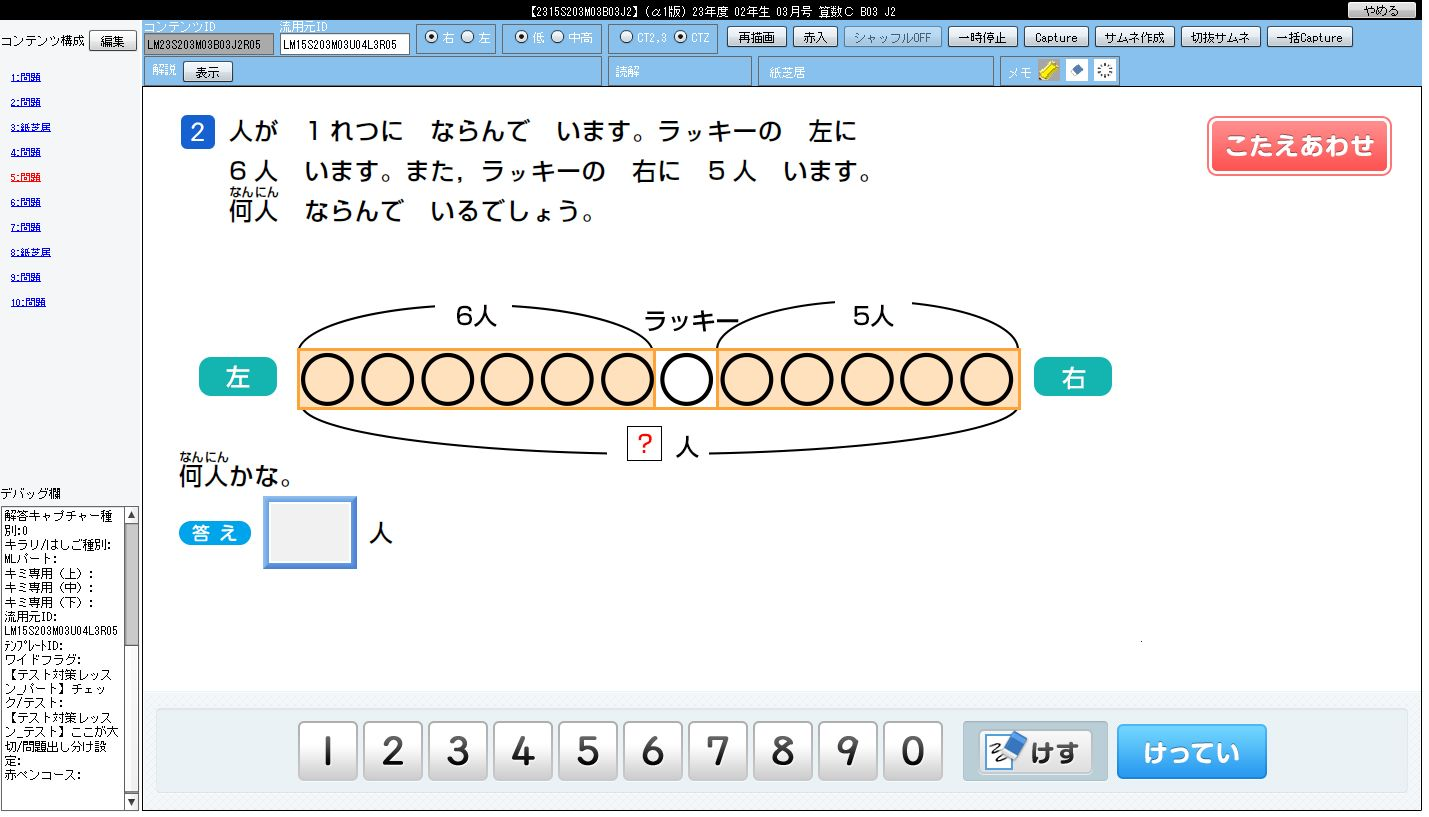 【2315S203M03B03J2】(α1版) 23年度 02年生 03月号 算数C B03 J2
やめる
コンテンツ構成
編集
1:問題
2:問題
3:紙芝居
4:問題
5:問題
6:問題
7:問題
8:紙芝居
9:問題
10:問題
コンテンツID
流用元ID
LM23S203M03B03J2R05
LM15S203M03U04L3R05
右 左
低 中高
CT2,3 CTZ
再描画
赤入
シャッフルOFF
一時停止
Capture
サムネ作成
切抜サムネ
一括Capture
解説
表示
読解
紙芝居
メモ
2 人が 1れつに ならんで います。ラッキーの 左に
6人 います。また，ラッキーの 右に 5人 います。
なんにん
何人 ならんで いるでしょう。
こたえあわせ
6人
ラッキー
5人
左
右
? 人
なんにん
何人かな。
答え
人
デバッグ欄
解答キャプチャー種
別:0
キラリ/はしご種別:
MLパート:
キミ専用（上）:
キミ専用（中）:
キミ専用（下）:
流用元ID:
LM15S203M03U04L3R05
ﾃﾝﾌﾟﾚｰﾄID:
ワイドフラグ:
【テスト対策レッス
ン_パート】チェッ
ク/テスト:
【テスト対策レッス
ン_テスト】ここが大
切/問題出し分け設
定:
赤ペンコース:
1 2 3 4 5 6 7 8 9 0
けす
けってい